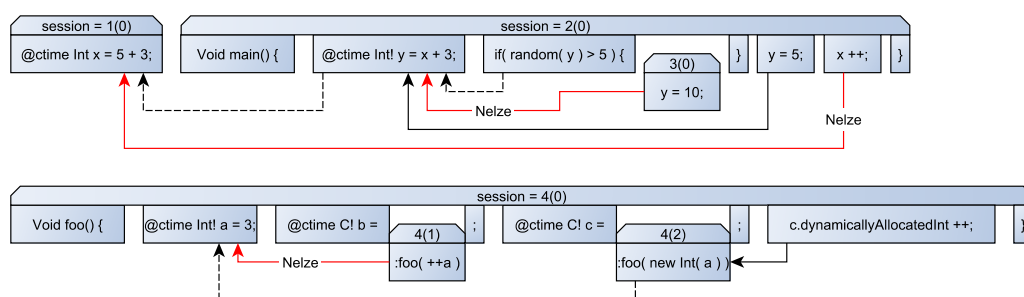 session = 1(0)
session = 2(0)
@ctime Int x = 5 + 3;
Void main() {
@ctime Int! y = x + 3;
if( random( y ) > 5 ) {
3(0)
y = 10;
}
y = 5;
x ++;
}
Nelze
Nelze
session = 4(0)
Void foo() {
@ctime Int! a = 3;
@ctime C! b =
4(1)
:foo( ++a )
;
@ctime C! c =
4(2)
:foo( new Int( a ) )
;
c.dynamicallyAllocatedInt ++;
}
Nelze